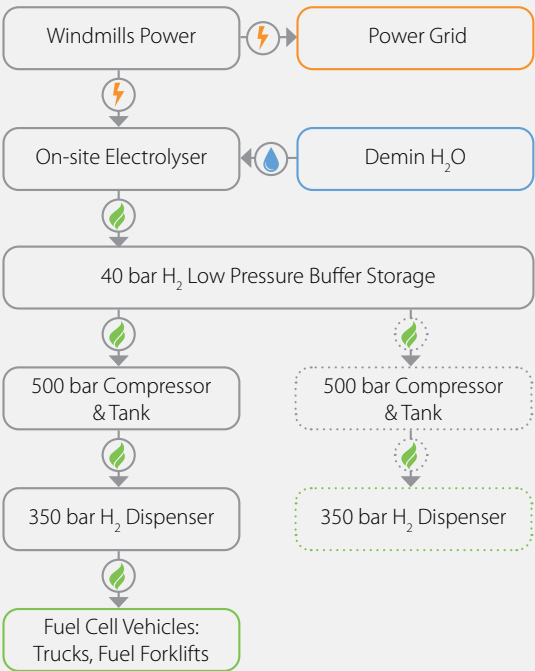 Windmills Power
Power Grid
On-site Electrolyser
Demin H₂O
40 bar H₂ Low Pressure Buffer Storage
500 bar Compressor
& Tank
500 bar Compressor
& Tank
350 bar H₂ Dispenser
350 bar H₂ Dispenser
Fuel Cell Vehicles:
Trucks, Fuel Forklifts